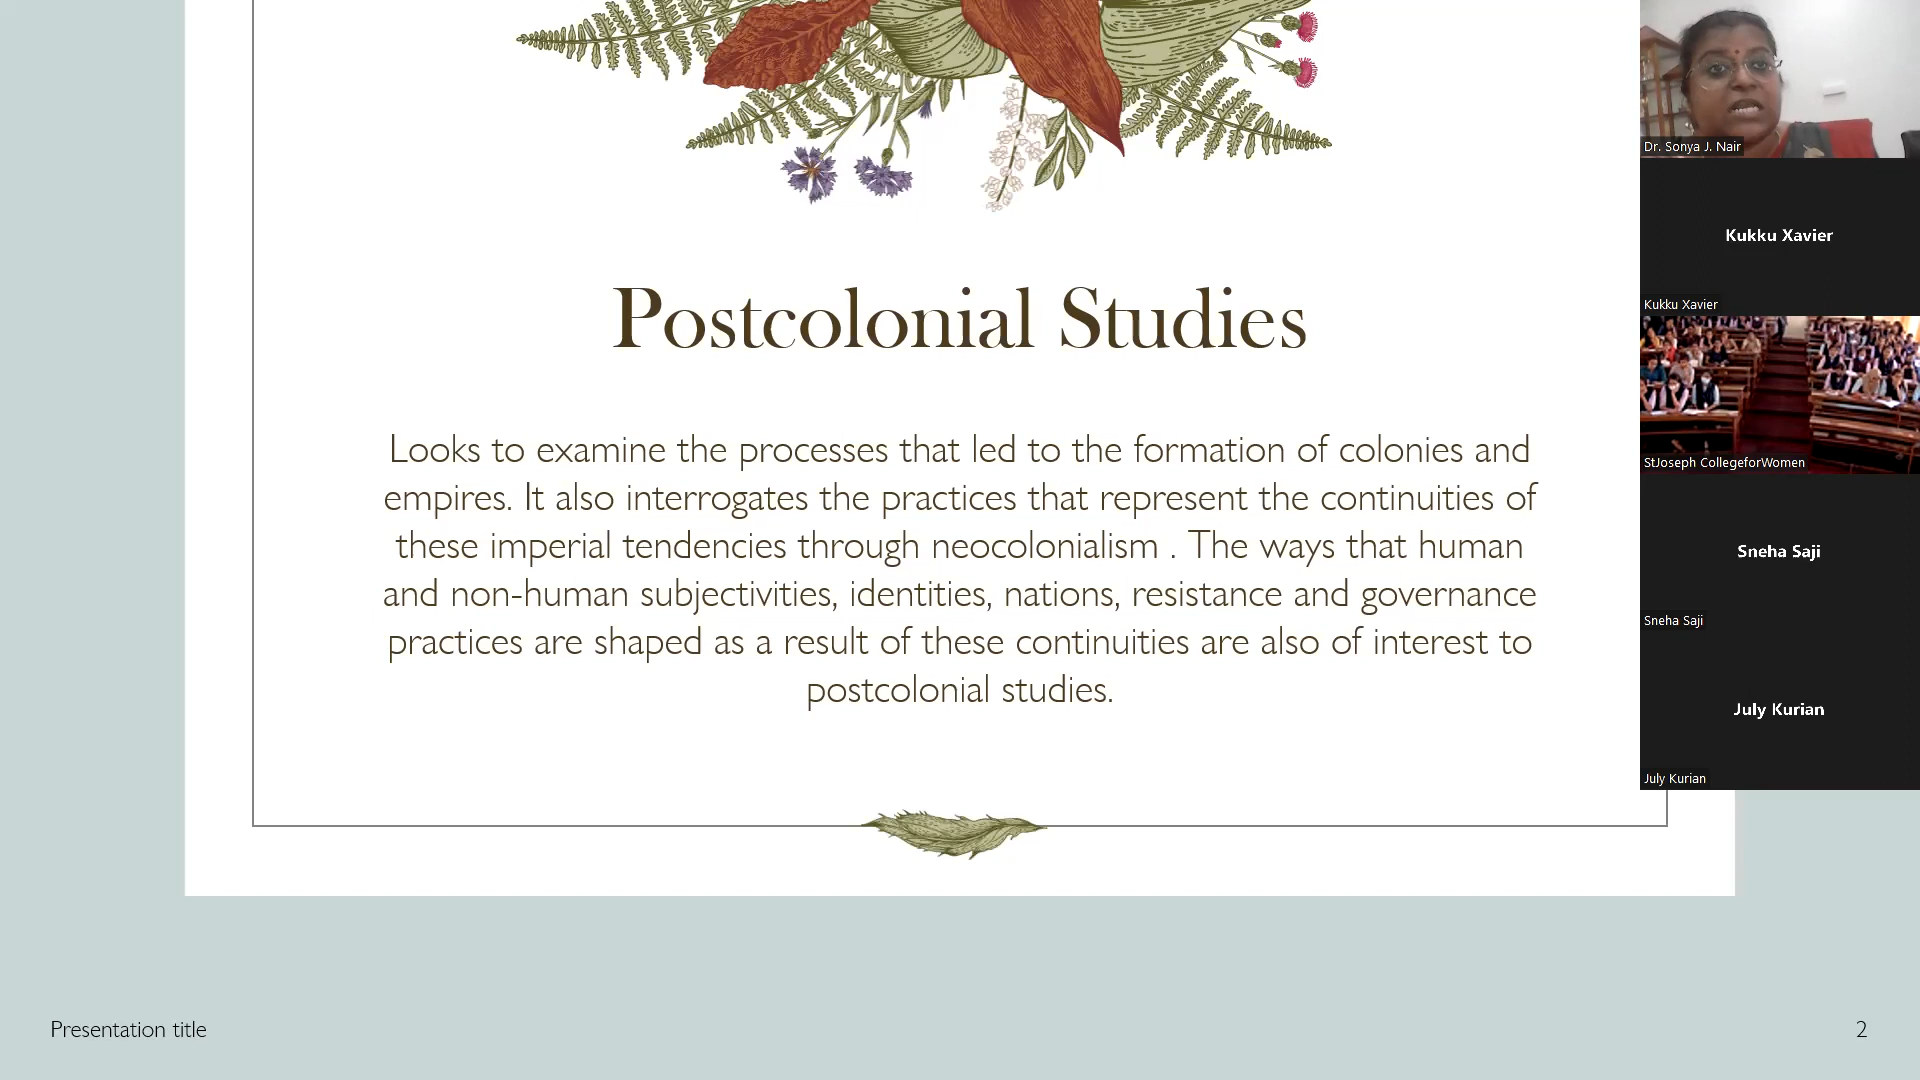 Postcolonial Studies
Looks to examine the processes that led to the formation of colonies and
empires. It also interrogates the practices that represent the continuities of
these imperial tendencies through neocolonialism . The ways that human
and non-human subjectivities, identities, nations, resistance and governance
practices are shaped as a result of these continuities are also of interest to
postcolonial studies.
Presentation title
2
Dr. Sonya J. Nair
Kukku Xavier
Kukku Xavier
StJoseph CollegeforWomen
Sneha Saji
Sneha Saji
July Kurian
July Kurian